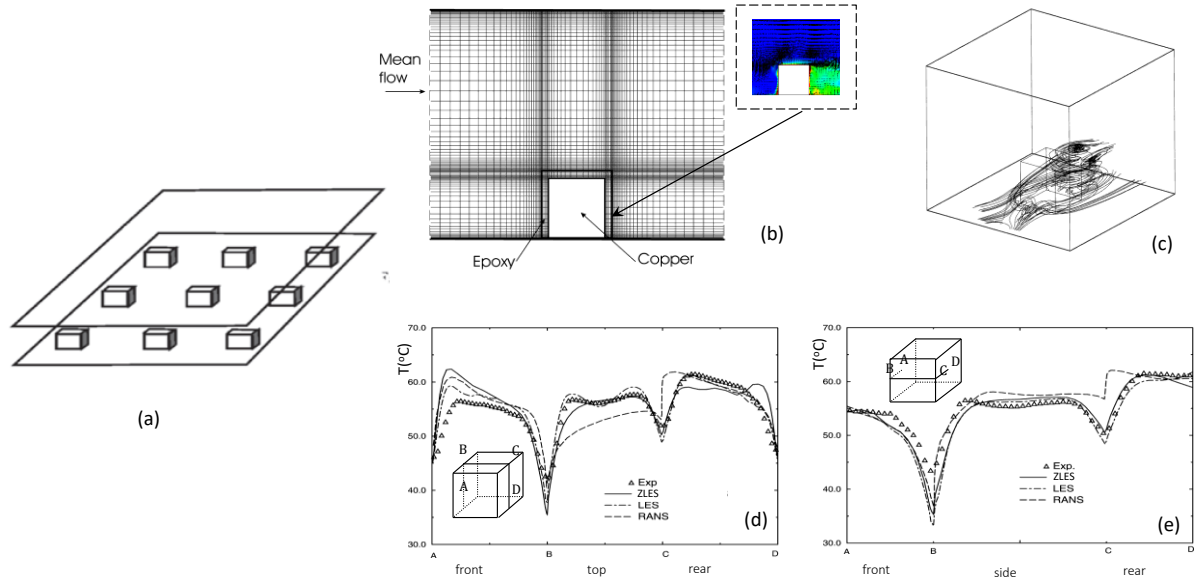 Mean
flow
Epoxy
Copper
(a)
(b)
(c)
T(°C)
70.0
60.0
50.0
40.0
30.0
B
C
A
D
Exp
ZLES
LES
RANS
(d)
A
B
C
D
front
top
rear
T(°C)
70.0
60.0
50.0
40.0
30.0
A
D
B
C
Exp.
ZLES
LES
RANS
(e)
A
B
C
D
front
side
rear